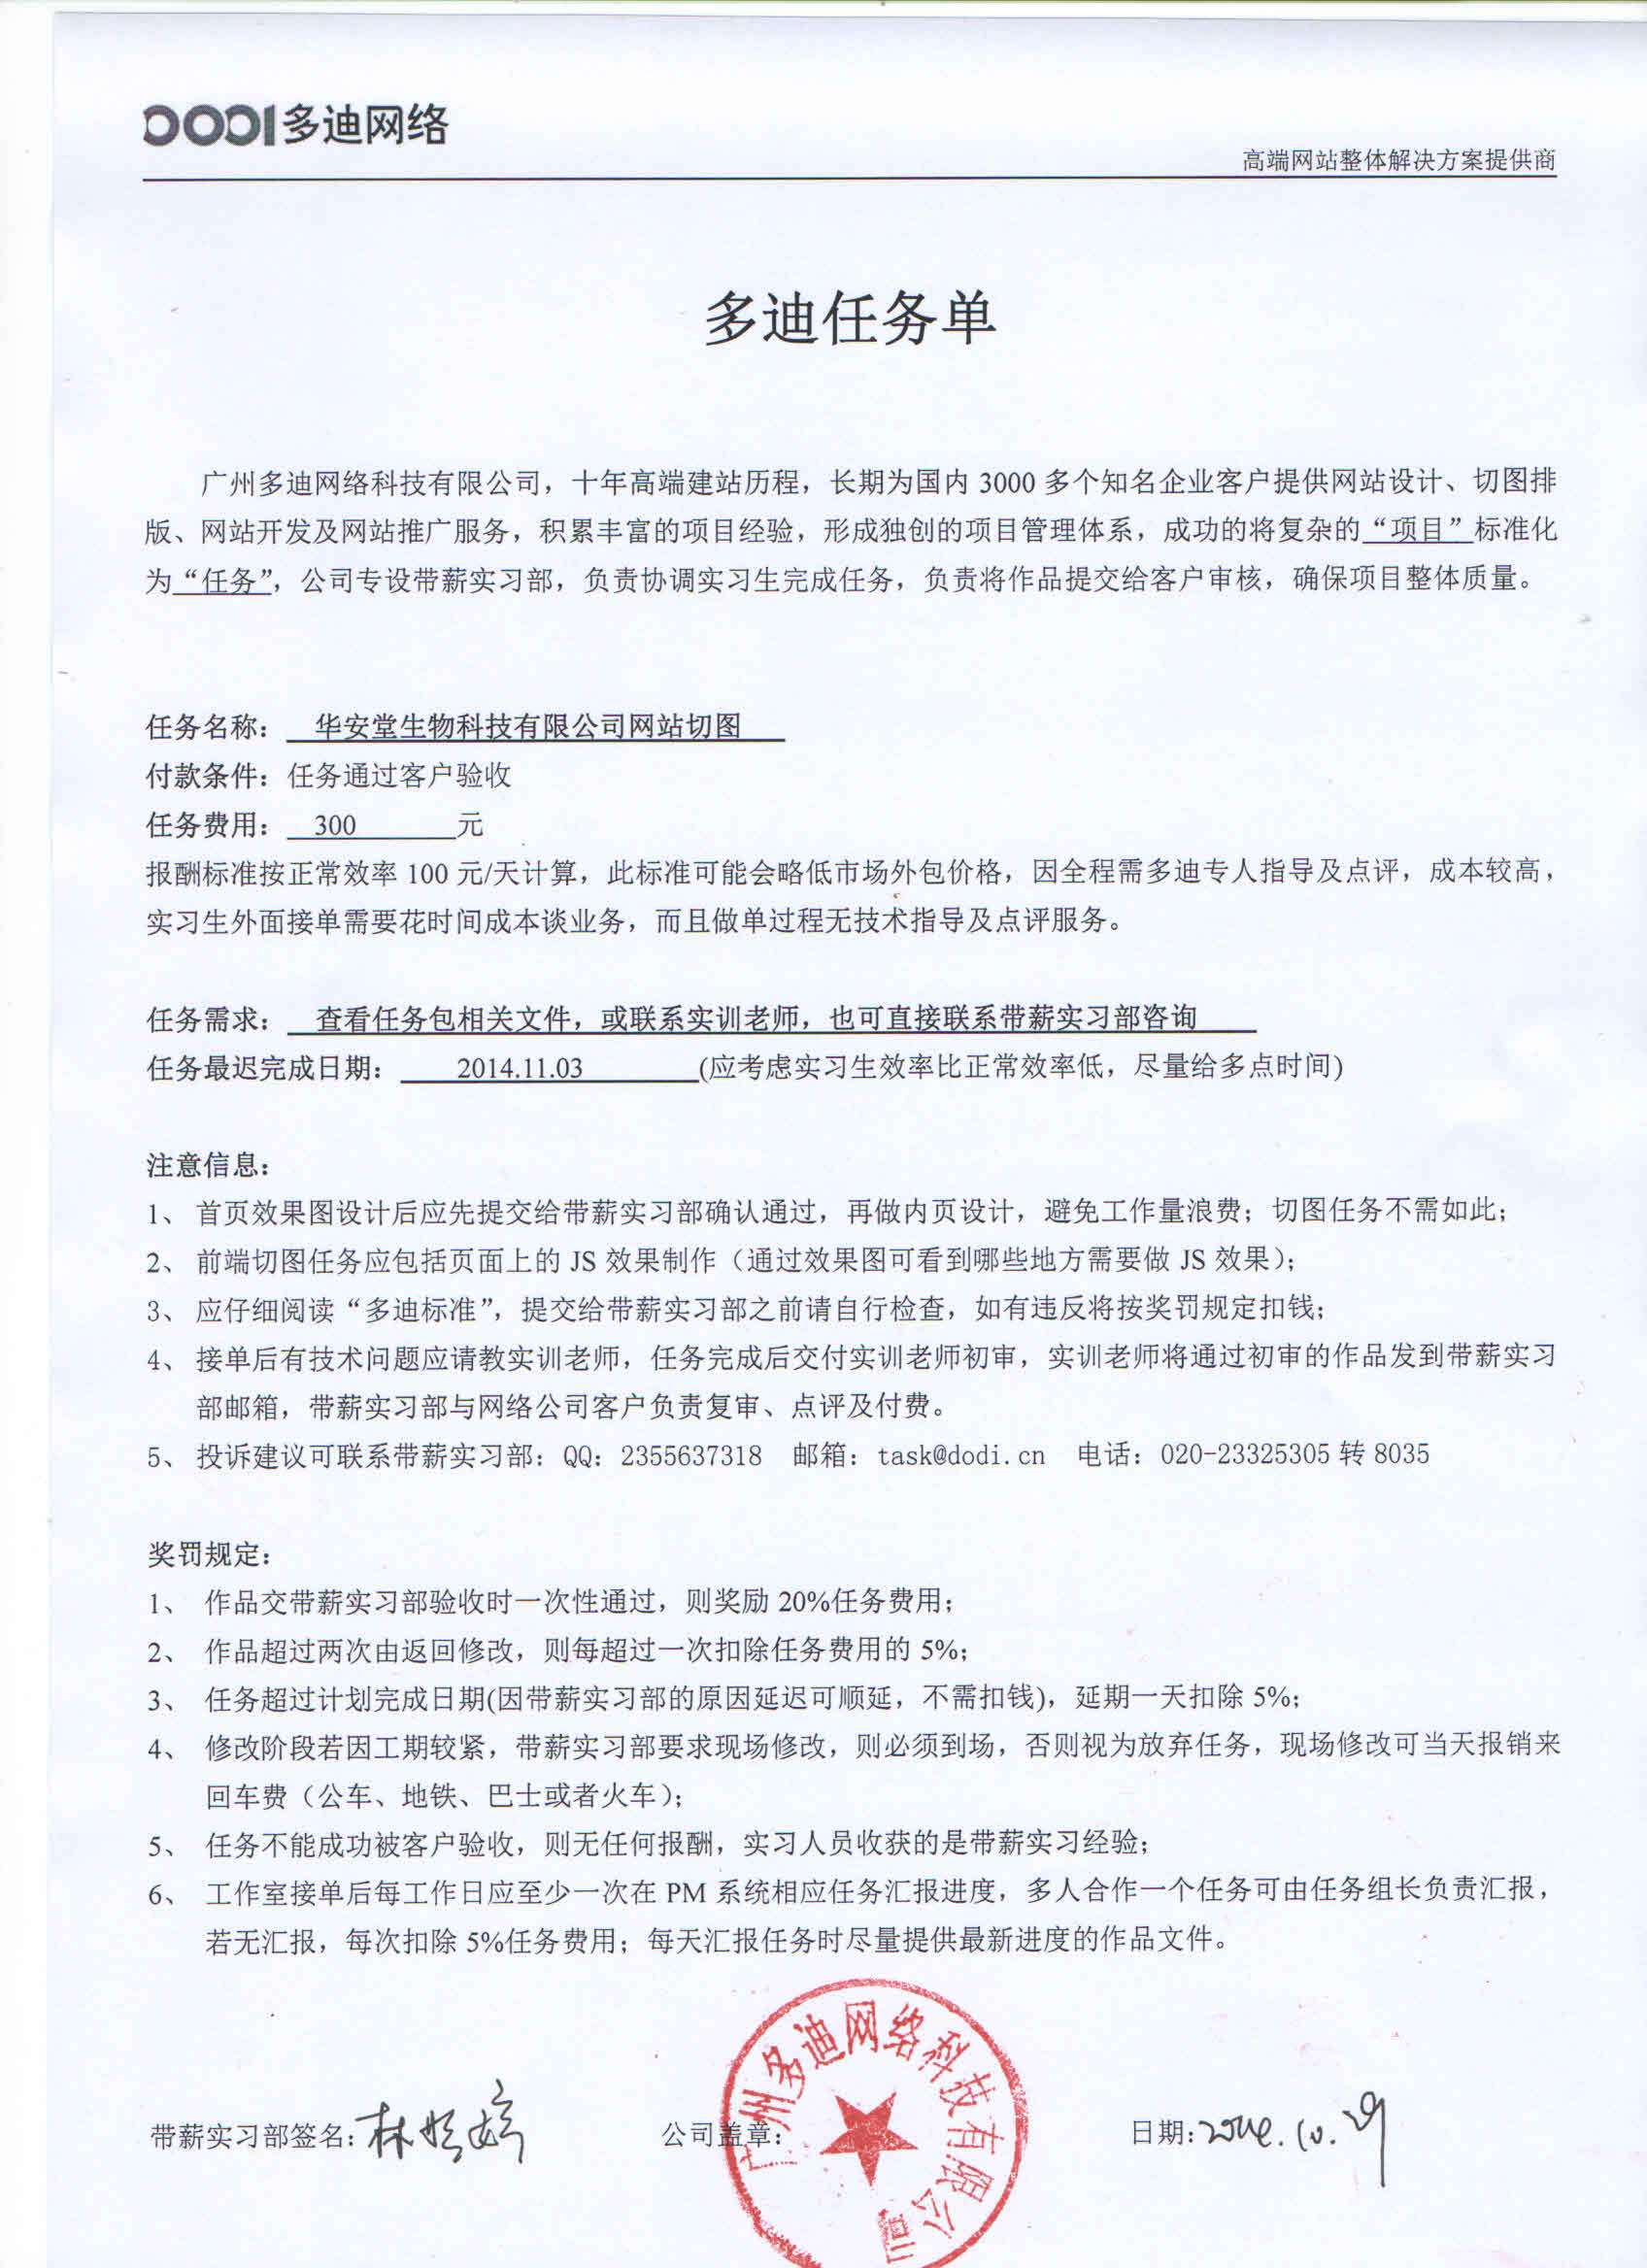 DODI多迪网络
高端网站整体解决方案提供商
多迪任务单
广州多迪网络科技有限公司，十年高端建站历程，长期为国内 3000 多个知名企业客户提供网站设计、切图排
版、网站开发及网站推广服务，积累丰富的项目经验，形成独创的项目管理体系，成功的将复杂的“项目”标准化
为“任务”，公司专设带薪实习部，负责协调实习生完成任务，负责将作品提交给客户审核，确保项目整体质量。
任务名称：华安堂生物科技有限公司网站切图
付款条件：任务通过客户验收
任务费用：300 元
报酬标准按正常效率 100 元/天计算，此标准可能会略低市场外包价格，因全程需多迪专人指导及点评，成本较高，
实习生外面接单需要花时间成本谈业务，而且做单过程无技术指导及点评服务。
任务需求：查看任务包相关文件，或联系实训老师，也可直接联系带薪实习部咨询
任务最迟完成日期：2014.11.03 (应考虑实习生效率比正常效率低，尽量给多点时间)
注意信息：
1、 首页效果图设计后应先提交给带薪实习部确认通过，再做内页设计，避免工作量浪费；切图任务不需如此；
2、 前端切图任务应包括页面上的 JS 效果制作（通过效果图可看到哪些地方需要做 JS 效果）；
3、 应仔细阅读“多迪标准”，提交给带薪实习部之前请自行检查，如有违反将按奖罚规定扣钱；
4、 接单后有技术问题应请教实训老师，任务完成后交付实训老师初审，实训老师将通过初审的作品发到带薪实习
部邮箱，带薪实习部与网络公司客户负责复审、点评及付费。
5、 投诉建议可联系带薪实习部：QQ：2355637318 邮箱：task@dodi.cn 电话：020-23325305 转 8035
奖罚规定：
1、 作品交带薪实习部验收时一次性通过，则奖励 20%任务费用；
2、 作品超过两次由返回修改，则每超过一次扣除任务费用的 5%；
3、 任务超过计划完成日期(因带薪实习部的原因延迟可顺延，不需扣钱)，延期一天扣除 5%；
4、 修改阶段若因工期较紧，带薪实习部要求现场修改，则必须到场，否则视为放弃任务，现场修改可当天报销来
回车费（公车、地铁、巴士或者火车）；
5、 任务不能成功被客户验收，则无任何报酬，实习人员收获的是带薪实习经验；
6、 工作室接单后每工作日应至少一次在 PM 系统相应任务汇报进度，多人合作一个任务可由任务组长负责汇报，
若无汇报，每次扣除 5%任务费用；每天汇报任务时尽量提供最新进度的作品文件。
广州多迪网络科技有限公司
带薪实习部签名：林 公司盖章： 日期：2014.10.29